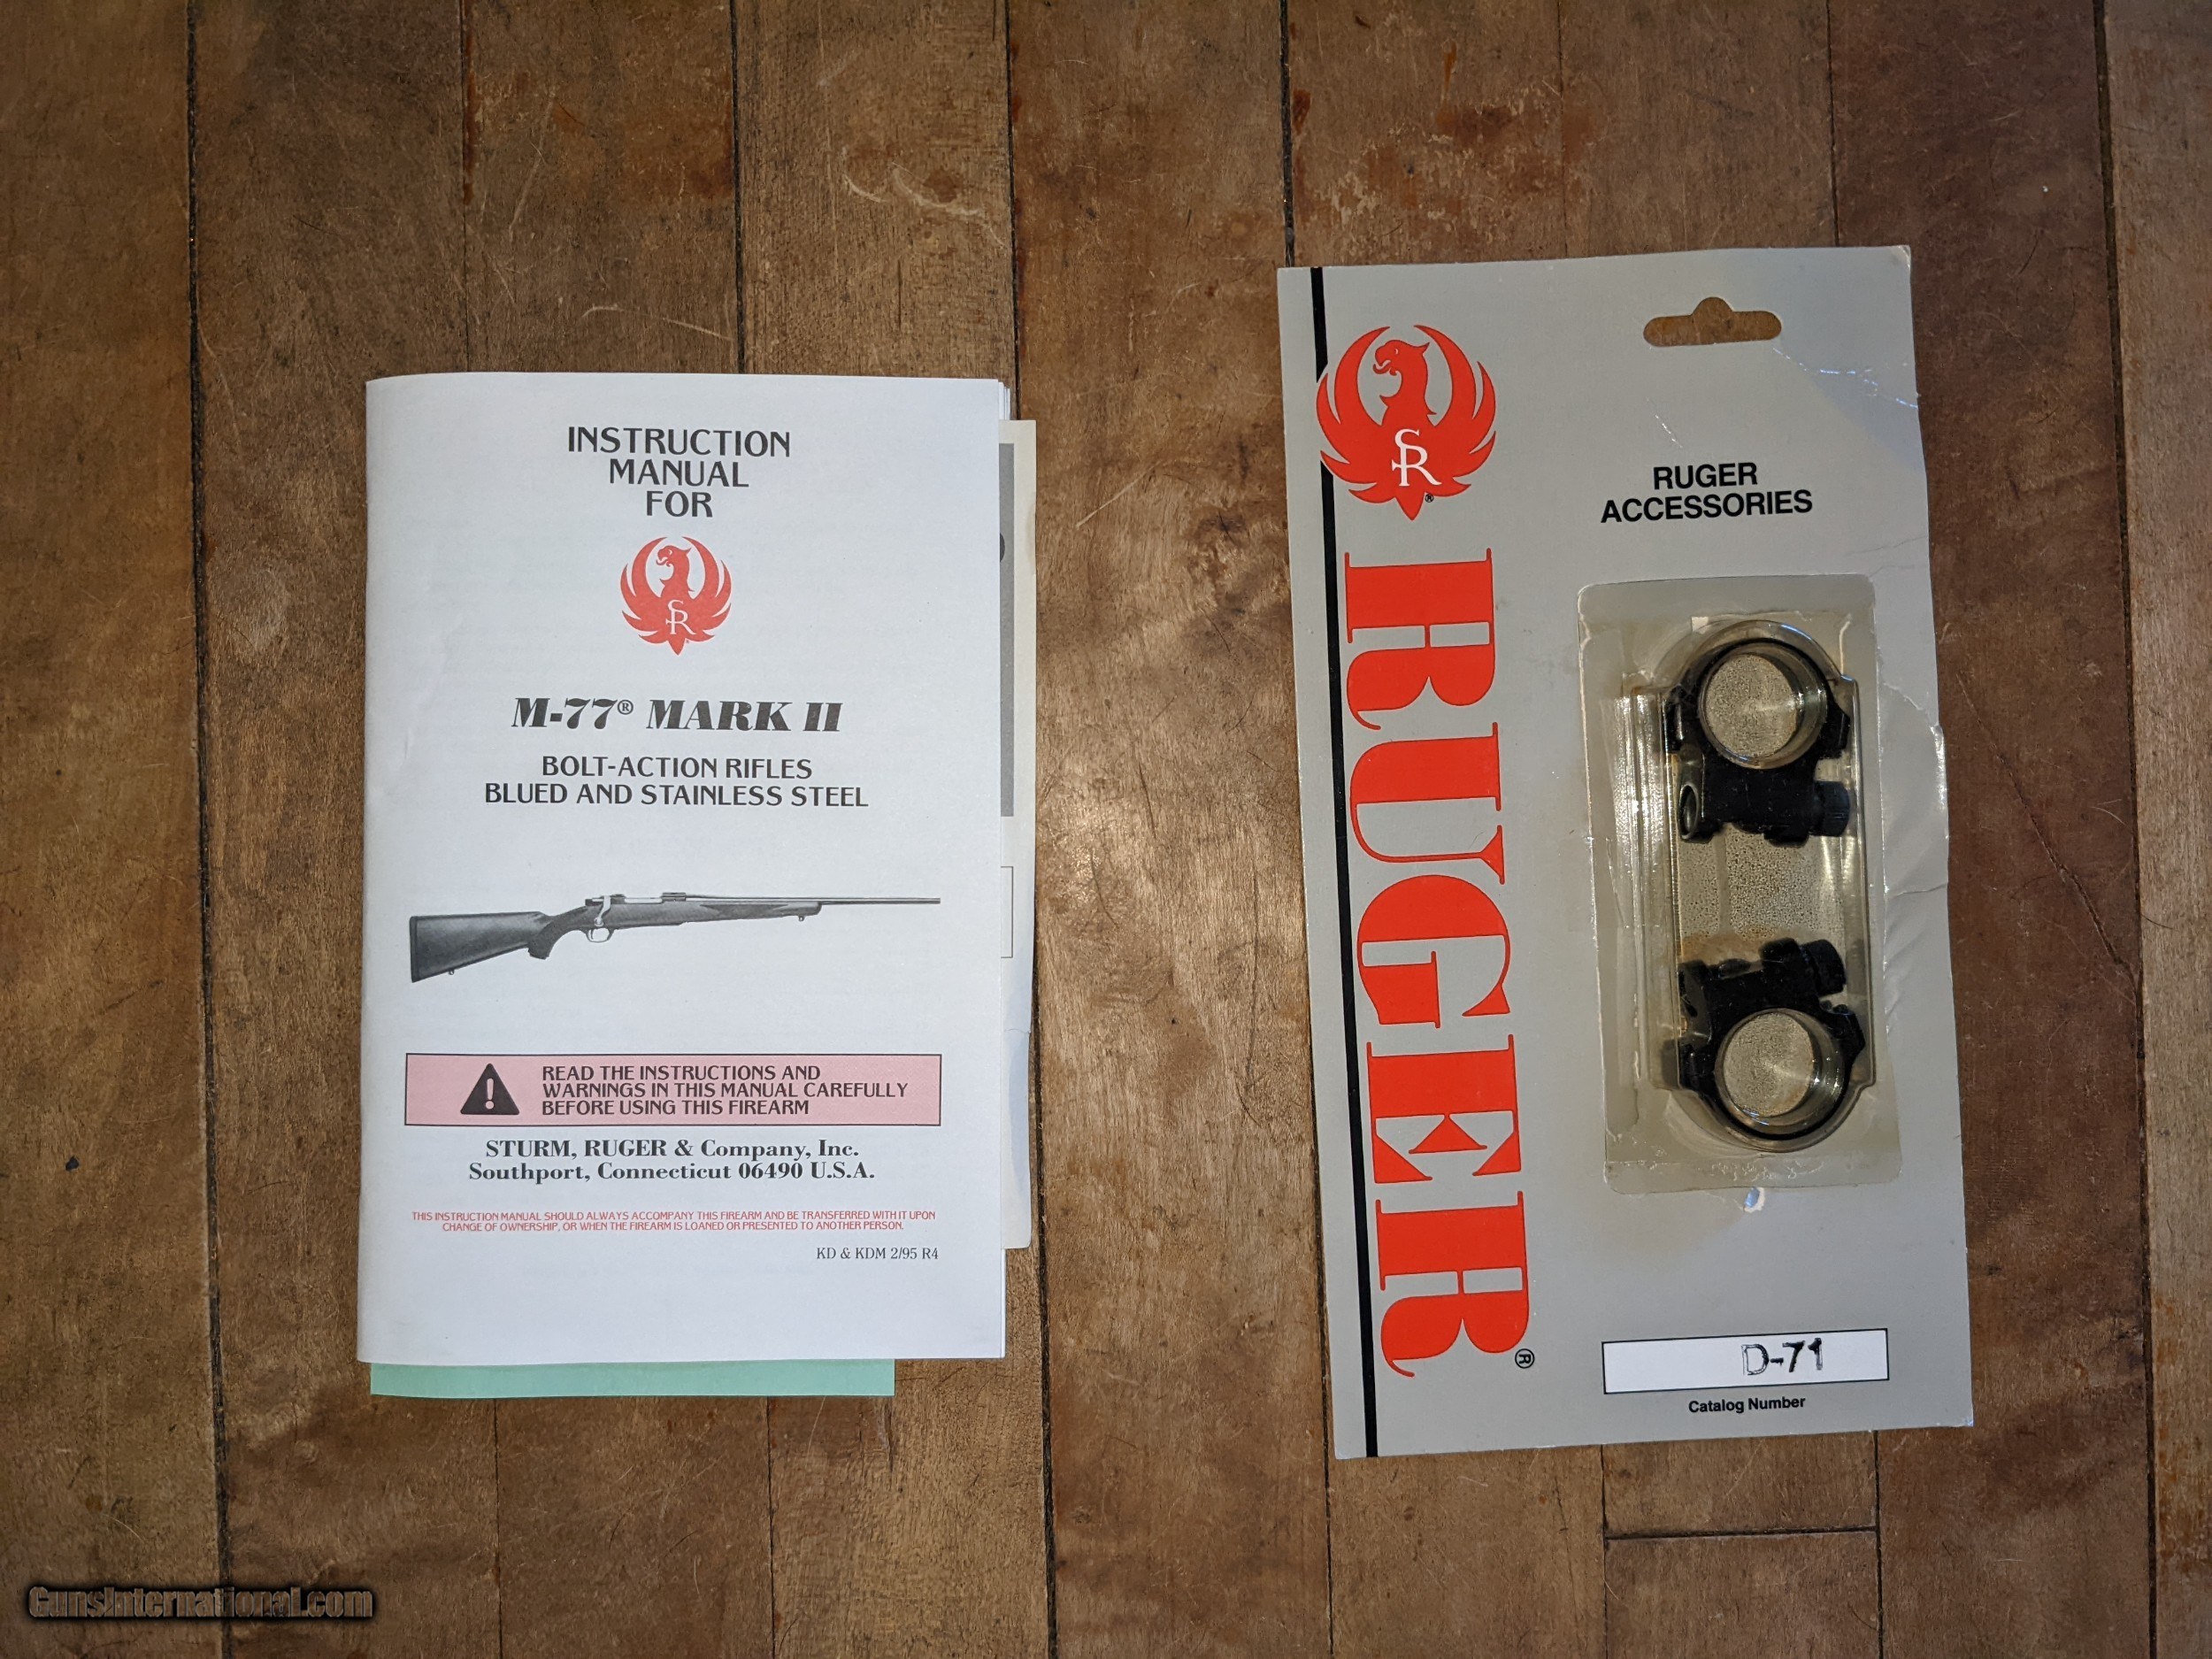 INSTRUCTION
MANUAL
FOR
SR
M-77® MARK II
BOLT-ACTION RIFLES
BLUED AND STAINLESS STEEL
READ THE INSTRUCTIONS AND
WARNINGS IN THIS MANUAL CAREFULLY
BEFORE USING THIS FIREARM
STURM, RUGER & Company, Inc.
Southport, Connecticut 06490 U.S.A.
THIS INSTRUCTION MANUAL SHOULD ALWAYS ACCOMPANY THIS FIREARM AND BE TRANSFERRED WITH IT UPON
CHANGE OF OWNERSHIP, OR WHEN THE FIREARM IS LOANED OR PRESENTED TO ANOTHER PERSON.
KD & KDM 2/95 R4
SR®
RUGER®
RUGER
ACCESSORIES
D-71
Catalog Number
GunsInternational.com